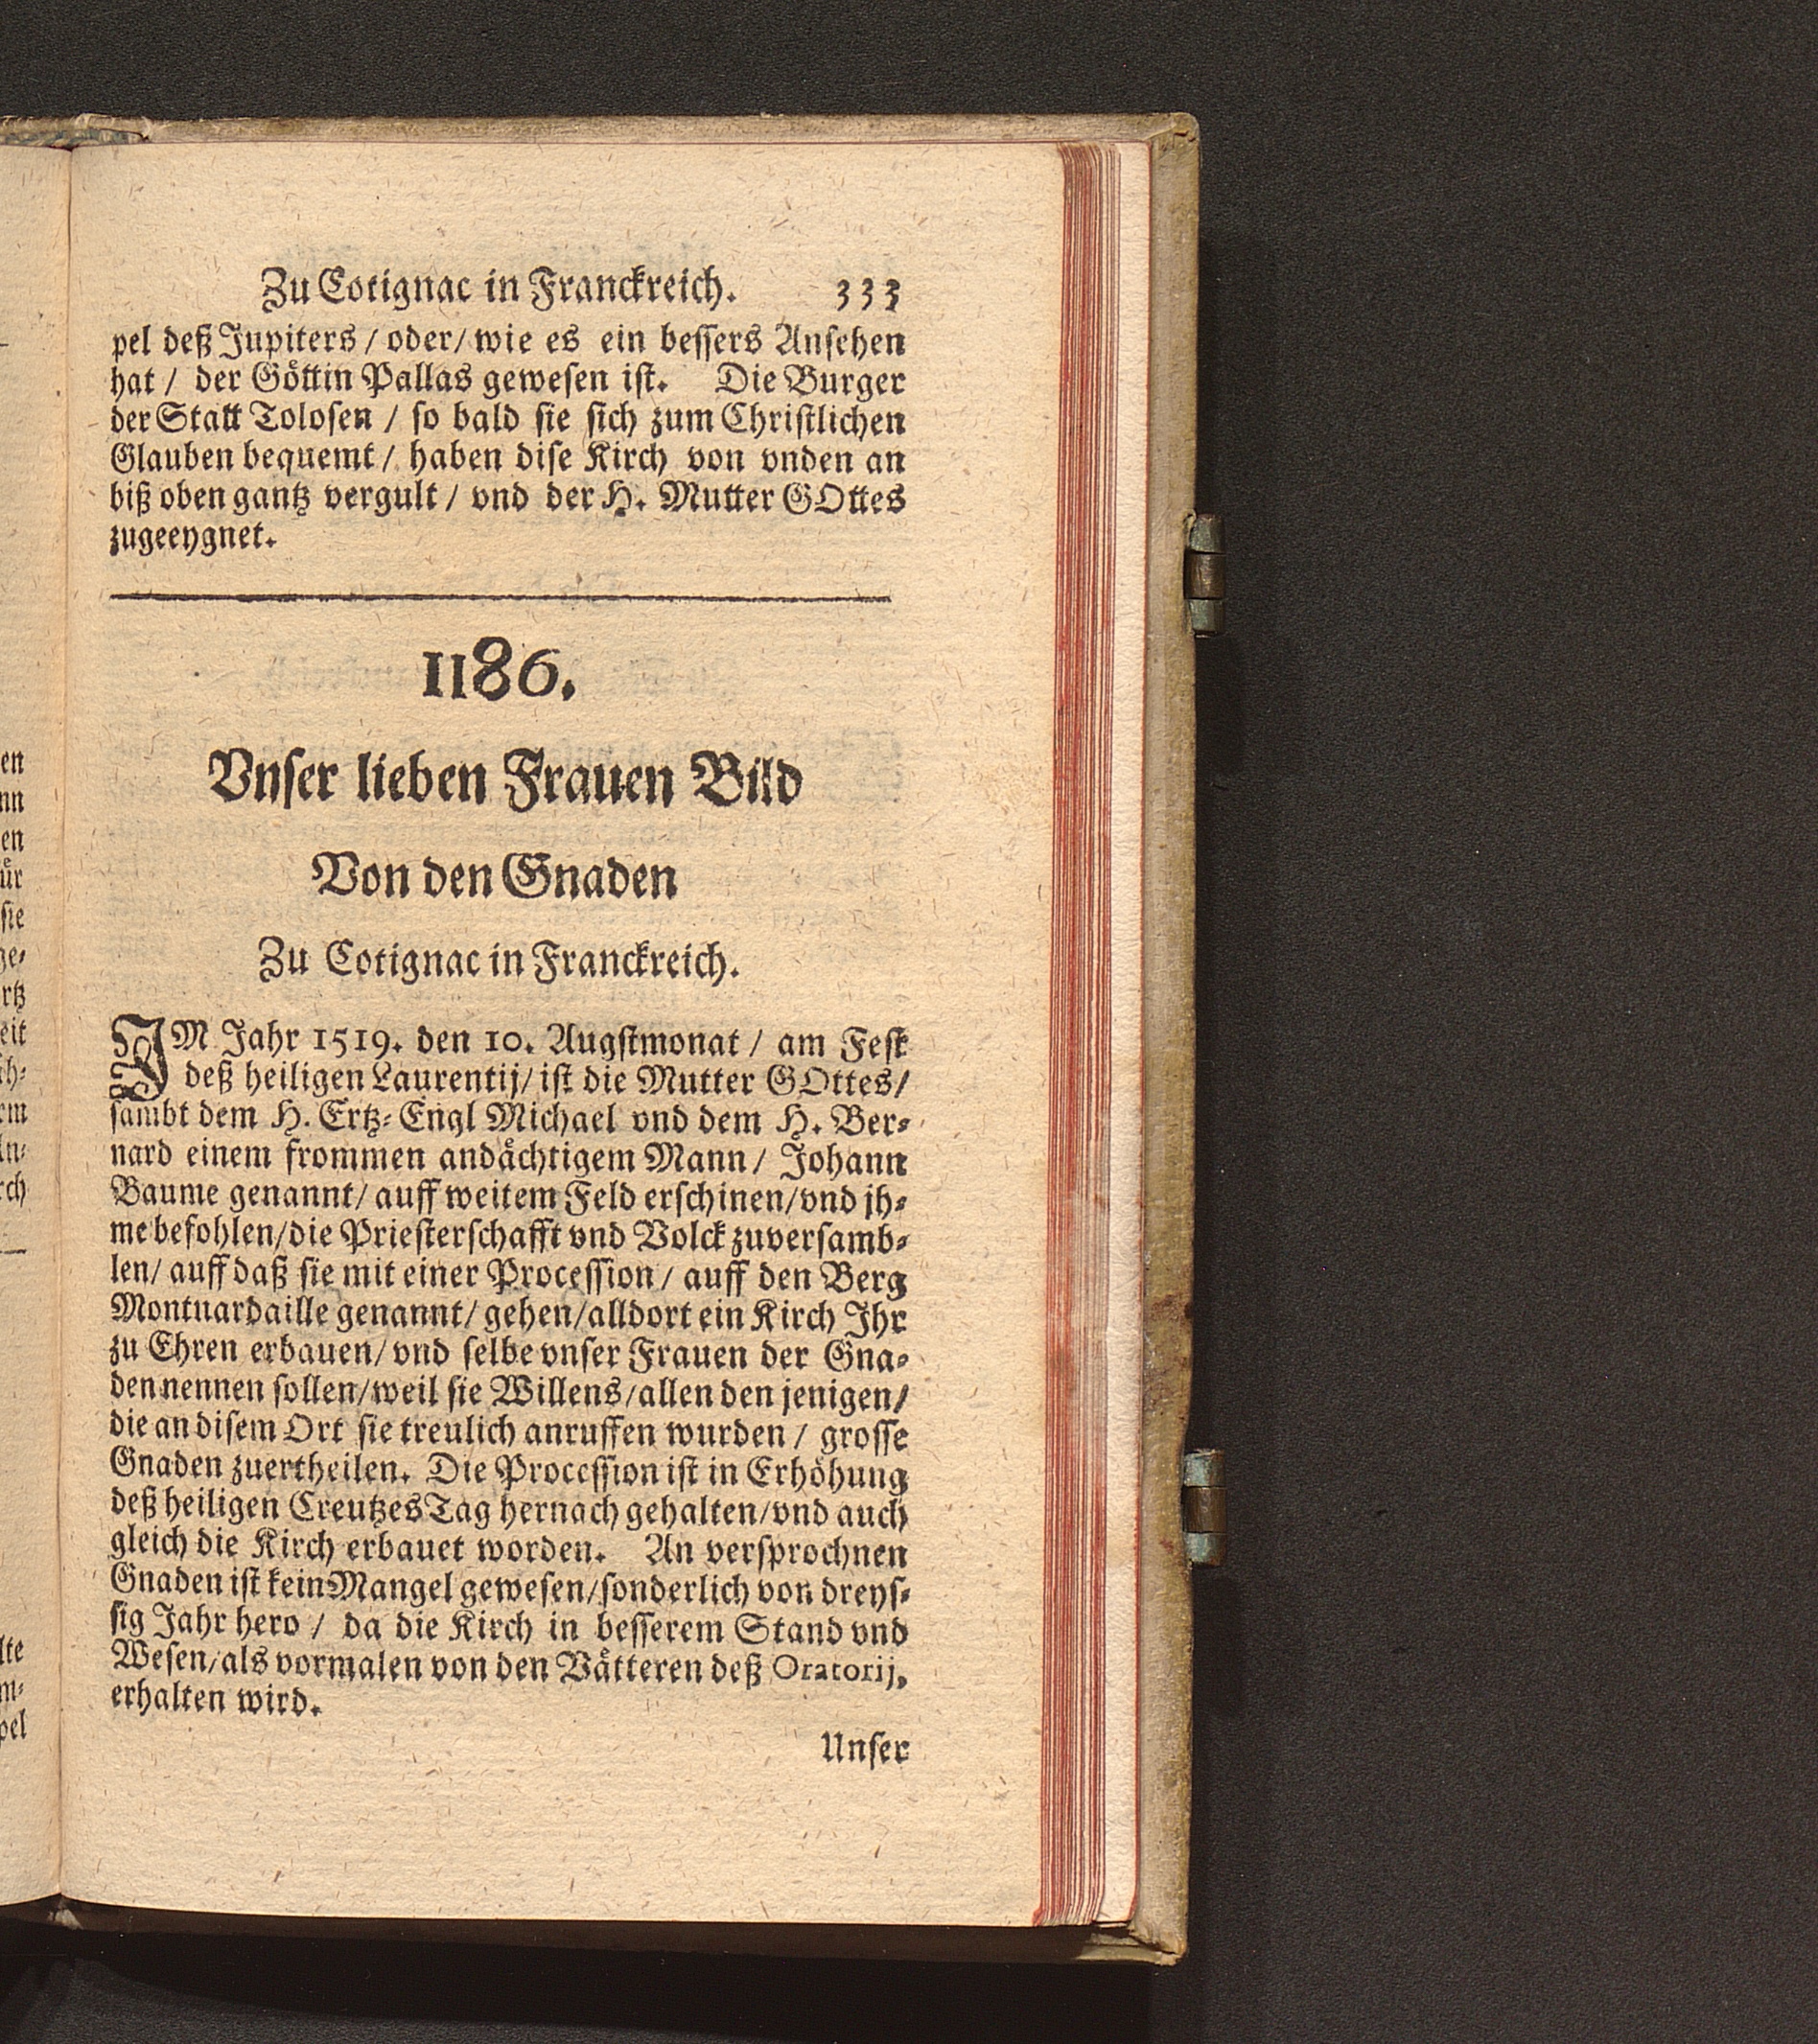 Zu Cotignac in Franckreich. 333
pel deß Jupiters / oder / wie es ein bessers Ansehen
hat / der Göttin Pallas gewesen ist. Die Burger
der Statt Tolosen / so bald sie sich zum Christlichen
Glauben bequemt / haben dise Kirch von vnden an
biß oben gantz vergult / vnd der H. Mutter GOttes
zugeeygnet.
1186.
Vnser lieben Frauen Bild
Von den Gnaden
Zu Cotignac in Franckreich.
IM Jahr 1519. den 10. Augstmonat / am Fest
deß heiligen Laurentij / ist die Mutter GOttes /
sambt dem H. Ertz-Engl Michael vnd dem H. Ber-
nard einem frommen andächtigem Mann / Johann
Baume genannt / auff weitem Feld erschinen / vnd jh-
me befohlen / die Priesterschafft vnd Volck zuversamb-
len / auff daß sie mit einer Procession / auff den Berg
Montuardaille genannt / gehen / alldort ein Kirch Ihr
zu Ehren erbauen / vnd selbe vnser Frauen der Gna-
den nennen sollen / weil sie Willens / allen den jenigen /
die an disem Ort sie treulich anruffen wurden / grosse
Gnaden zuertheilen. Die Procession ist in Erhöhung
deß heiligen Creutzes Tag hernach gehalten / vnd auch
gleich die Kirch erbauet worden. An versprochnen
Gnaden ist kein Mangel gewesen / sonderlich von dreys-
sig Jahr hero / da die Kirch in besserem Stand vnd
Wesen / als vormalen von den Vätteren deß Oratorij,
erhalten wird.
Unser